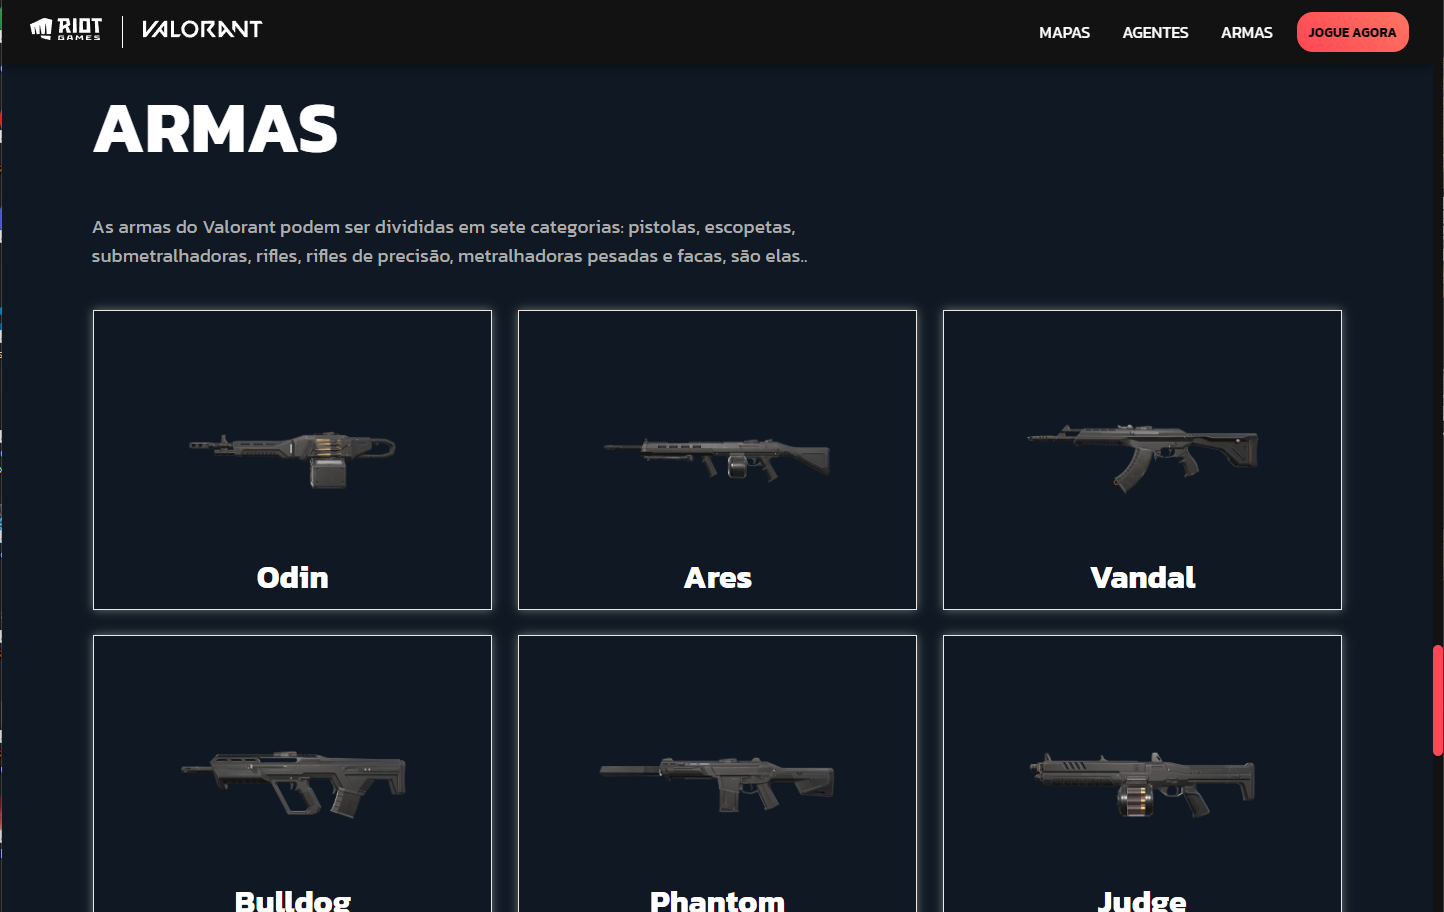 RIOT
GAMES
VALORANT
MAPAS
AGENTES
ARMAS
JOGUE AGORA
ARMAS
As armas do Valorant podem ser divididas em sete categorias: pistolas, escopetas,
submetralhadoras, rifles, rifles de precisão, metralhadoras pesadas e facas, são elas..
Odin
Ares
Vandal
Bulldog
Phantom
Judge